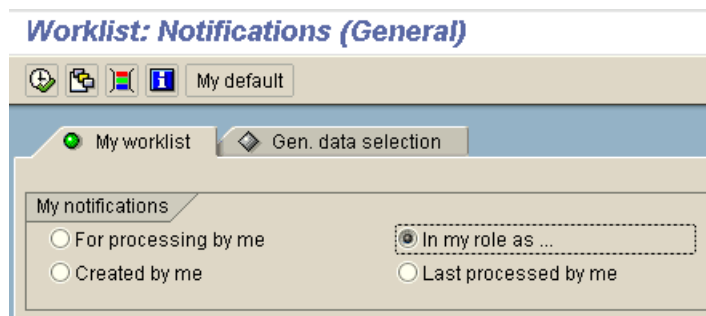 Worklist: Notifications (General)
My default
My worklist Gen. data selection
My notifications
For processing by me In my role as ...
Created by me Last processed by me